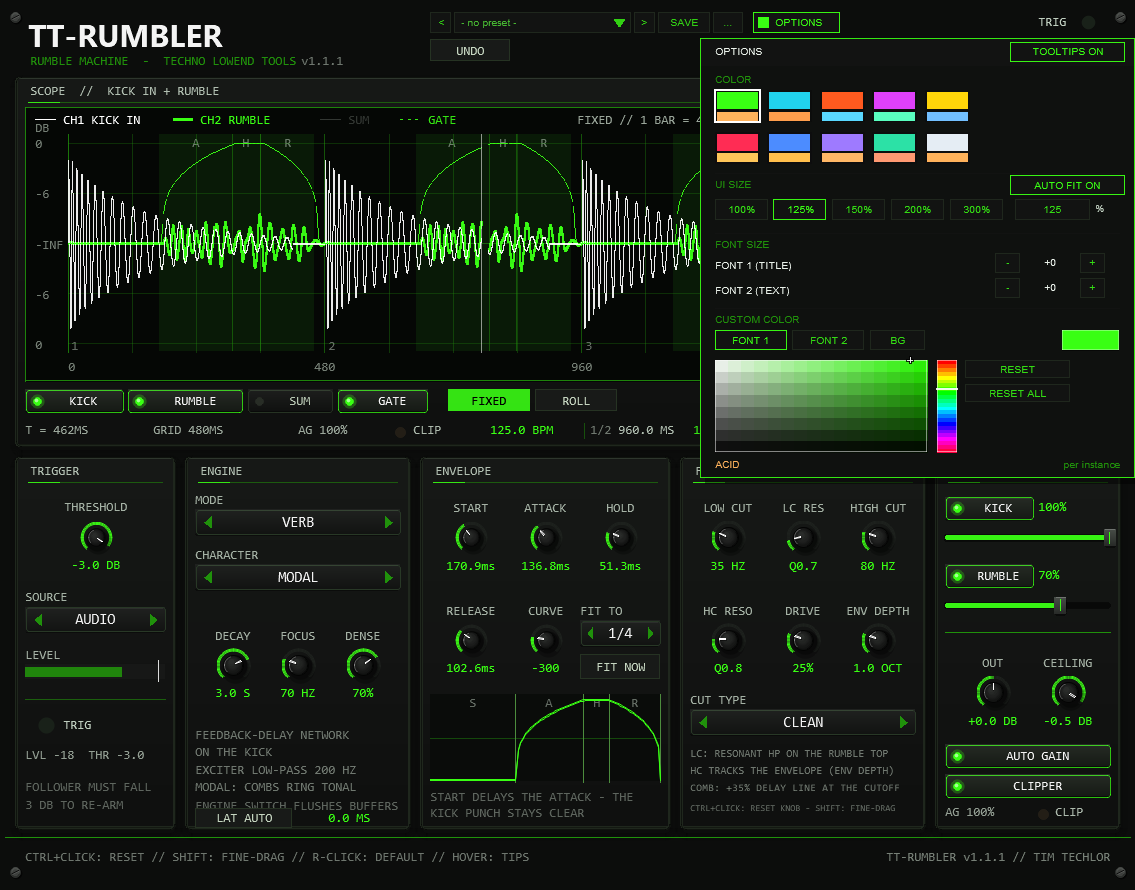 TT-RUMBLER
RUMBLE MACHINE - TECHNO LOWEND TOOLS v1.1.1
< - no preset - > SAVE ... OPTIONS
UNDO
TRIG
SCOPE // KICK IN + RUMBLE
CH1 KICK IN CH2 RUMBLE SUM GATE FIXED // 1 BAR = 4
DB
0
-6
-INF
-6
0
A H R A H R
1 2 3
0 480 960
KICK RUMBLE SUM GATE FIXED ROLL
T = 462MS GRID 480MS AG 100% CLIP 125.0 BPM 1/2 960.0 MS 1
OPTIONS TOOLTIPS ON
COLOR
UI SIZE AUTO FIT ON
100% 125% 150% 200% 300% 125 %
FONT SIZE
FONT 1 (TITLE) - +0 +
FONT 2 (TEXT) - +0 +
CUSTOM COLOR
FONT 1 FONT 2 BG
RESET
RESET ALL
ACID per instance
TRIGGER
THRESHOLD
-3.0 DB
SOURCE
AUDIO
LEVEL
TRIG
LVL -18 THR -3.0
FOLLOWER MUST FALL
3 DB TO RE-ARM
ENGINE
MODE
VERB
CHARACTER
MODAL
DECAY FOCUS DENSE
3.0 S 70 HZ 70%
FEEDBACK-DELAY NETWORK
ON THE KICK
EXCITER LOW-PASS 200 HZ
MODAL: COMBS RING TONAL
ENGINE SWITCH FLUSHES BUFFERS
LAT AUTO 0.0 MS
ENVELOPE
START ATTACK HOLD
170.9ms 136.8ms 51.3ms
RELEASE CURVE FIT TO
1/4
102.6ms -300 FIT NOW
S A H R
START DELAYS THE ATTACK - THE
KICK PUNCH STAYS CLEAR
LOW CUT LC RES HIGH CUT
35 HZ Q0.7 80 HZ
HC RESO DRIVE ENV DEPTH
Q0.8 25% 1.0 OCT
CUT TYPE
CLEAN
LC: RESONANT HP ON THE RUMBLE TOP
HC TRACKS THE ENVELOPE (ENV DEPTH)
COMB: +35% DELAY LINE AT THE CUTOFF
CTRL+CLICK: RESET KNOB - SHIFT: FINE-DRAG
KICK 100%
RUMBLE 70%
OUT CEILING
+0.0 DB -0.5 DB
AUTO GAIN
CLIPPER
AG 100% CLIP
CTRL+CLICK: RESET // SHIFT: FINE-DRAG // R-CLICK: DEFAULT // HOVER: TIPS
TT-RUMBLER v1.1.1 // TIM TECHLOR